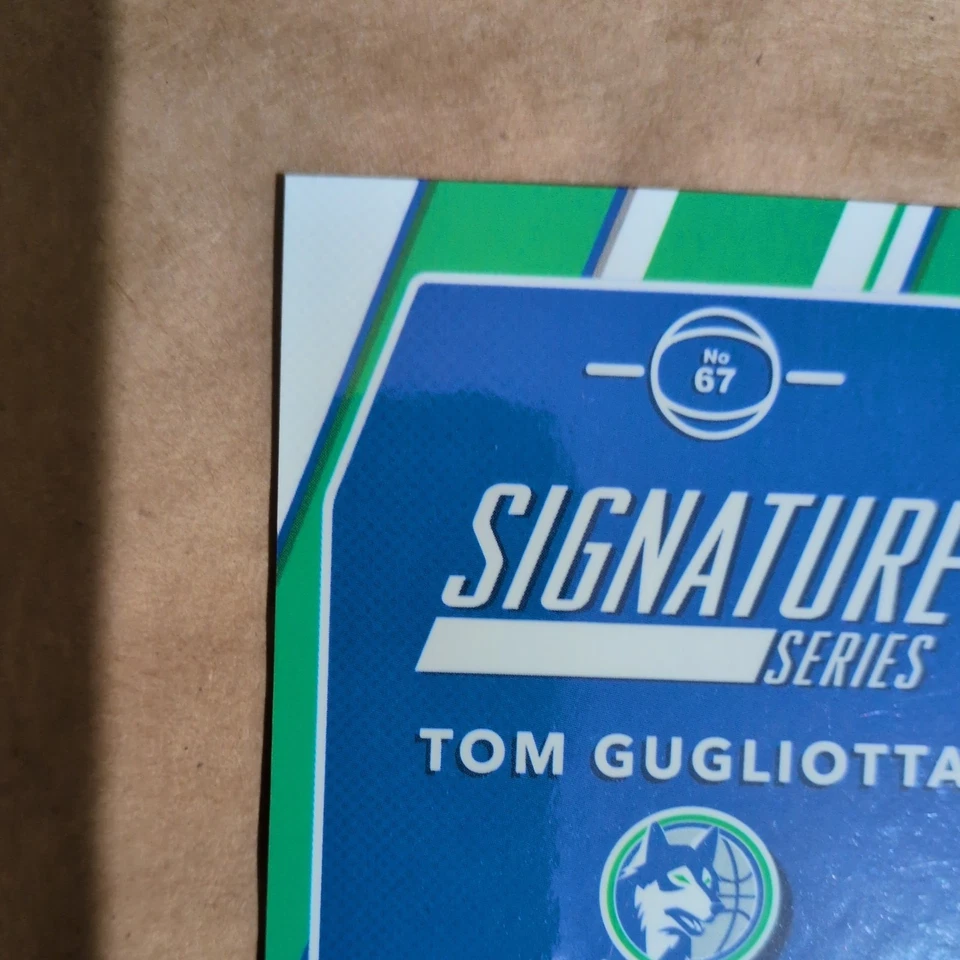 No
67
SIGNATURE
SERIES
TOM GUGLIOTTA